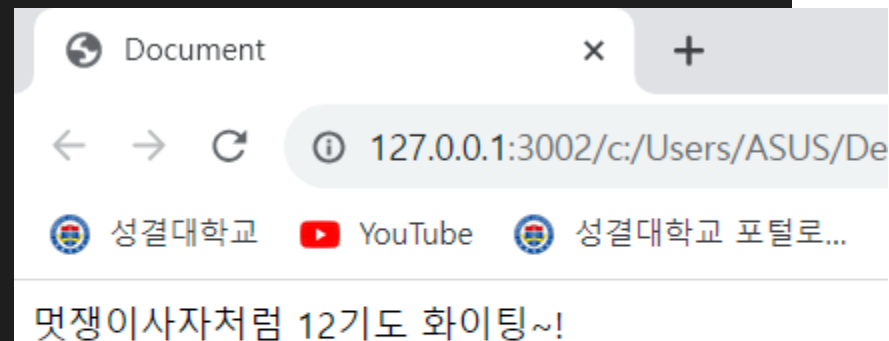 Document
127.0.0.1:3002/c:/Users/ASUS/De
성결대학교 YouTube 성결대학교 포털로...
멋쟁이사자처럼 12기도 화이팅~!